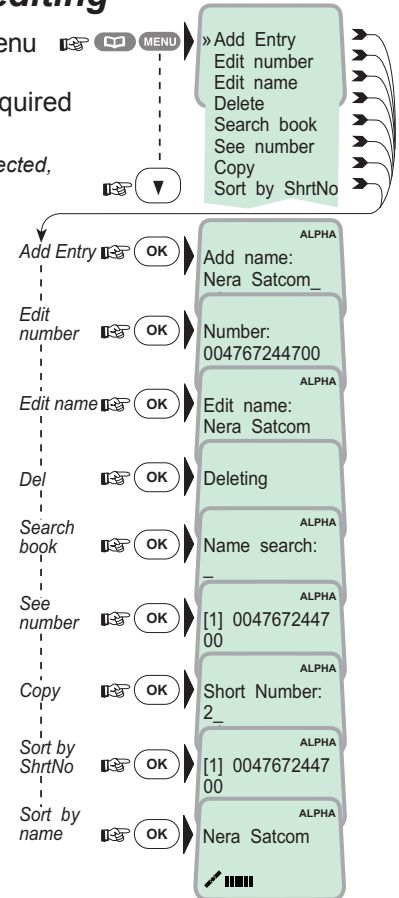 editing
enu MENU
»Add Entry
Edit number
Edit name
Delete
Search book
See number
Copy
Sort by ShrtNo
quired
ected,
▼
ALPHA
Add Entry OK
Add name:
Nera Satcom_
Edit
number OK
Number:
004767244700
ALPHA
Edit name OK
Edit name:
Nera Satcom
Del OK
Deleting
ALPHA
Search
book OK
Name search:
_
ALPHA
See
number OK
[1] 0047672447
00
ALPHA
Copy OK
Short Number:
2_
ALPHA
Sort by
ShrtNo OK
[1] 0047672447
00
ALPHA
Sort by
name OK
Nera Satcom